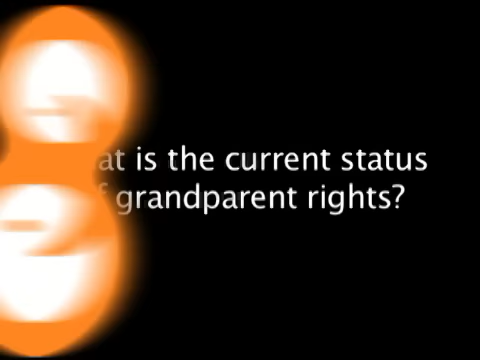 at is the current status
f grandparent rights?